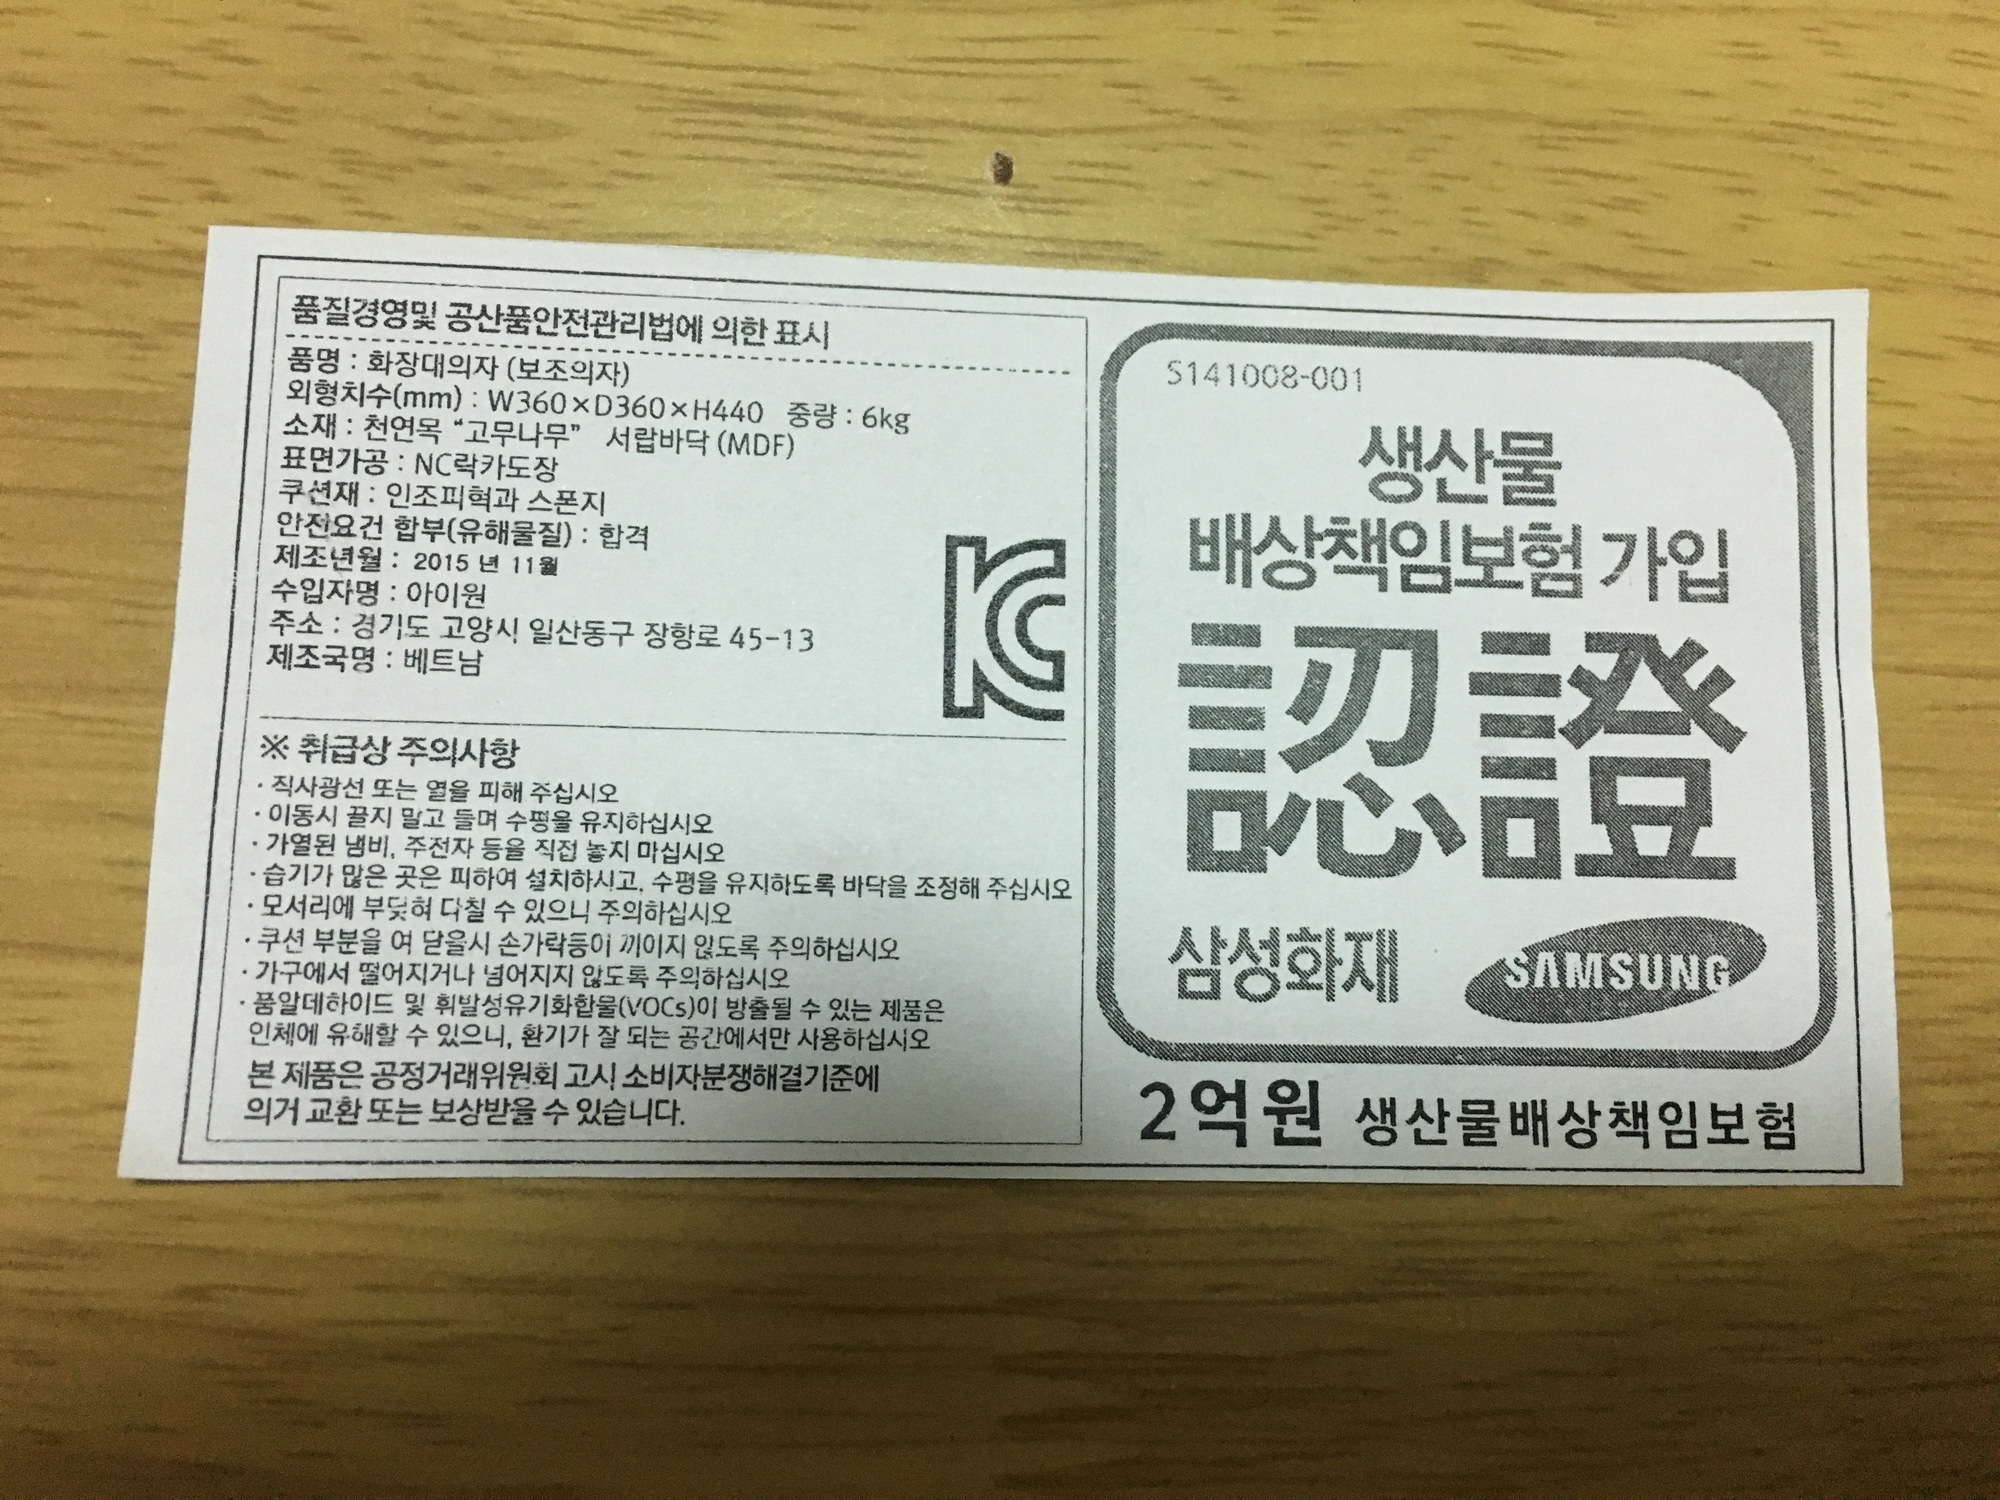 품질경영및 공산품안전관리법에 의한 표시
품명 : 화장대의자 (보조의자)
외형치수(mm) : W360×D360×H440 중량 : 6kg
소재 : 천연목 “고무나무” 서랍바닥 (MDF)
표면가공 : NC락카도장
쿠션재 : 인조피혁과 스폰지
안전요건 합부(유해물질) : 합격
제조년월 : 2015 년 11월
수입자명 : 아이원
주소 : 경기도 고양시 일산동구 장항로 45-13
제조국명 : 베트남
KC
※ 취급상 주의사항
· 직사광선 또는 열을 피해 주십시오
· 이동시 끌지 말고 들며 수평을 유지하십시오
· 가열된 냄비, 주전자 등을 직접 놓지 마십시오
· 습기가 많은 곳은 피하여 설치하시고, 수평을 유지하도록 바닥을 조정해 주십시오
· 모서리에 부딪혀 다칠 수 있으니 주의하십시오
· 쿠션 부분을 여 닫을시 손가락등이 끼이지 않도록 주의하십시오
· 가구에서 떨어지거나 넘어지지 않도록 주의하십시오
· 품알데하이드 및 휘발성유기화합물(VOCs)이 방출될 수 있는 제품은
인체에 유해할 수 있으니, 환기가 잘 되는 공간에서만 사용하십시오
본 제품은 공정거래위원회 고시 소비자분쟁해결기준에
의거 교환 또는 보상받을 수 있습니다.
S141008-001
생산물
배상책임보험 가입
認證
삼성화재 SAMSUNG
2억원 생산물배상책임보험